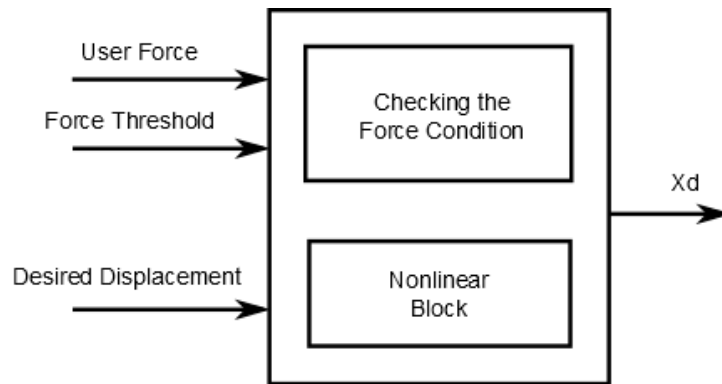 User Force
Force Threshold
Desired Displacement
Checking the
Force Condition
Nonlinear
Block
Xd